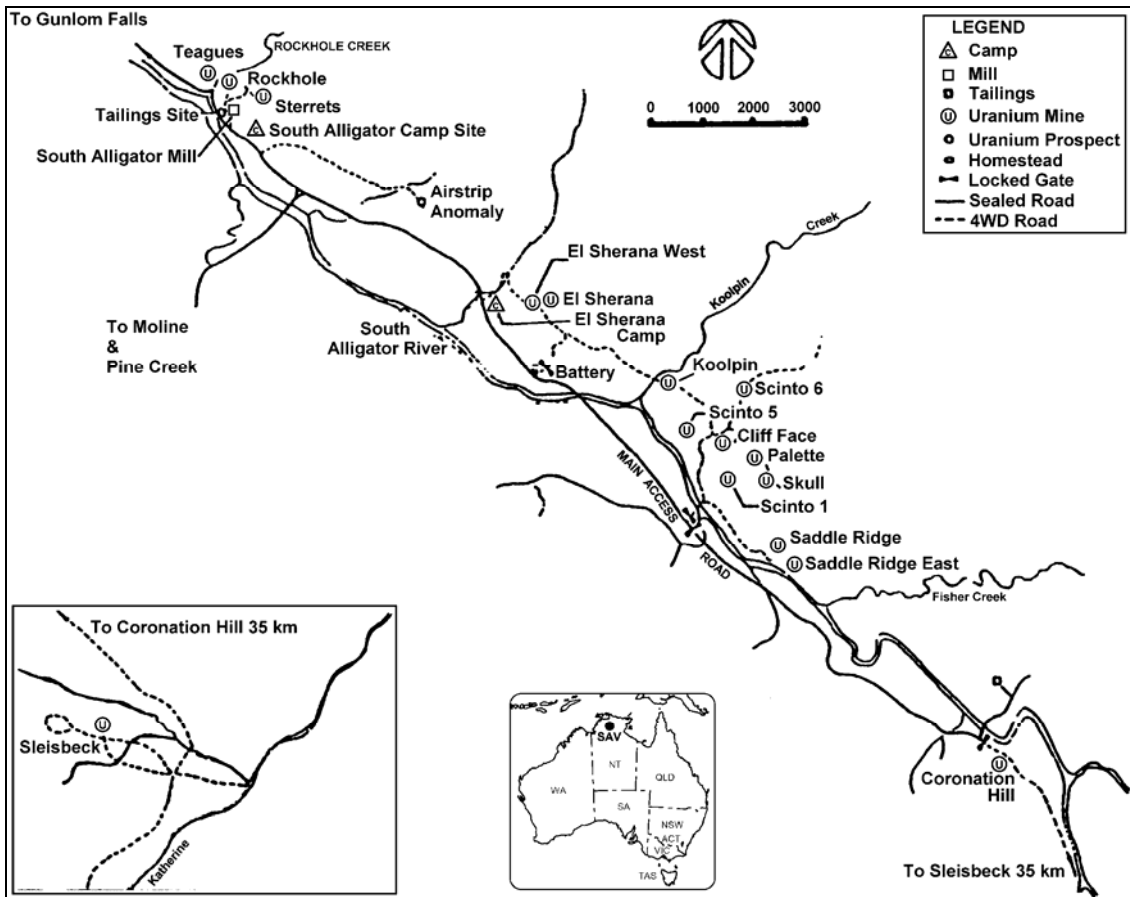 To Gunlom Falls
Teagues
ROCKHOLE CREEK
U
U
Rockhole
U
Sterrets
Tailings Site
C
South Alligator Camp Site
South Alligator Mill
Airstrip
Anomaly
0 1000 2000 3000
LEGEND
C Camp
Mill
Tailings
U Uranium Mine
Uranium Prospect
Homestead
Locked Gate
Sealed Road
4WD Road
To Moline
&
Pine Creek
South
Alligator River
El Sherana West
U U El Sherana
C El Sherana
Camp
Battery
Koolpin
Creek
Koolpin
U
U Scinto 6
Scinto 5
U
U Cliff Face
U Palette
U Skull
U Scinto 1
MAIN ACCESS
ROAD
U Saddle Ridge
U Saddle Ridge East
Fisher Creek
U
Coronation
Hill
To Sleisbeck 35 km
To Coronation Hill 35 km
U
Sleisbeck
Katherine
SAV
NT
WA
QLD
SA
NSW
ACT
VIC
TAS